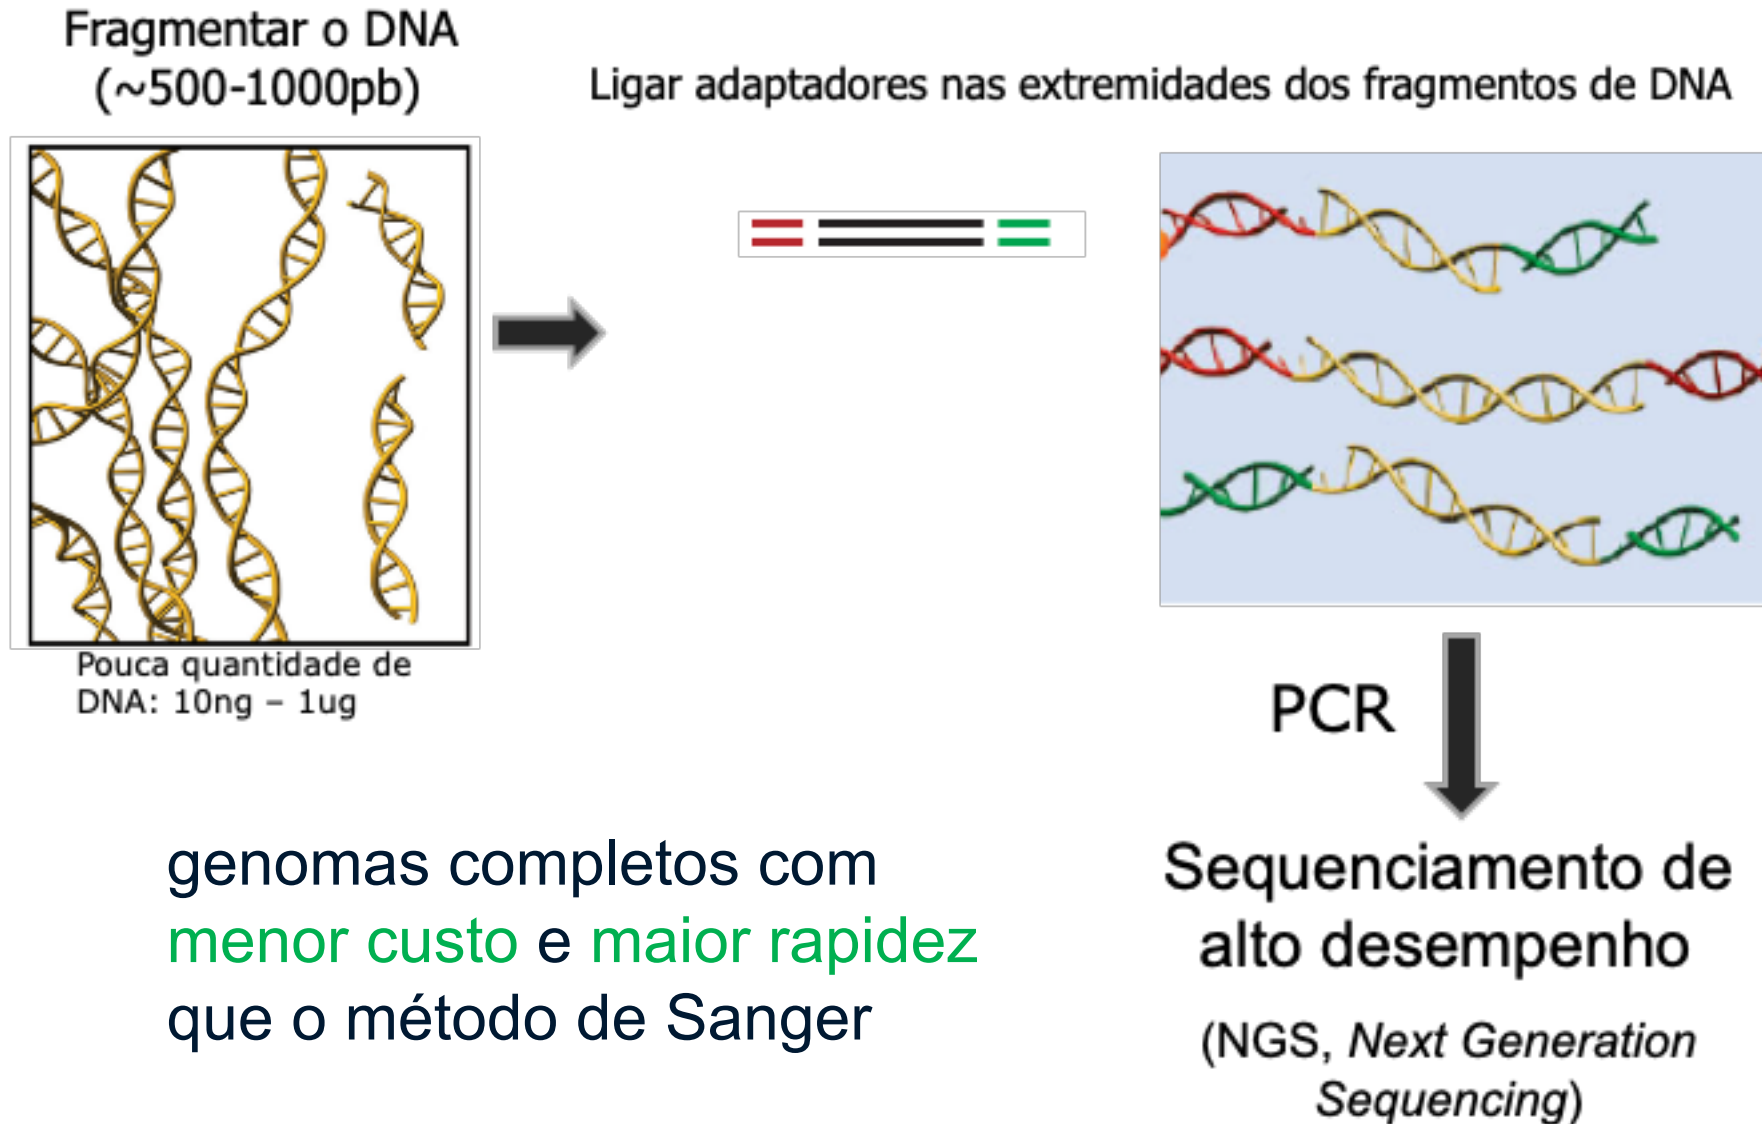 Fragmentar o DNA
(~500-1000pb)
Ligar adaptadores nas extremidades dos fragmentos de DNA
Pouca quantidade de
DNA: 10ng – 1ug
PCR
genomas completos com
menor custo e maior rapidez
que o método de Sanger
Sequenciamento de
alto desempenho
(NGS, Next Generation
Sequencing)